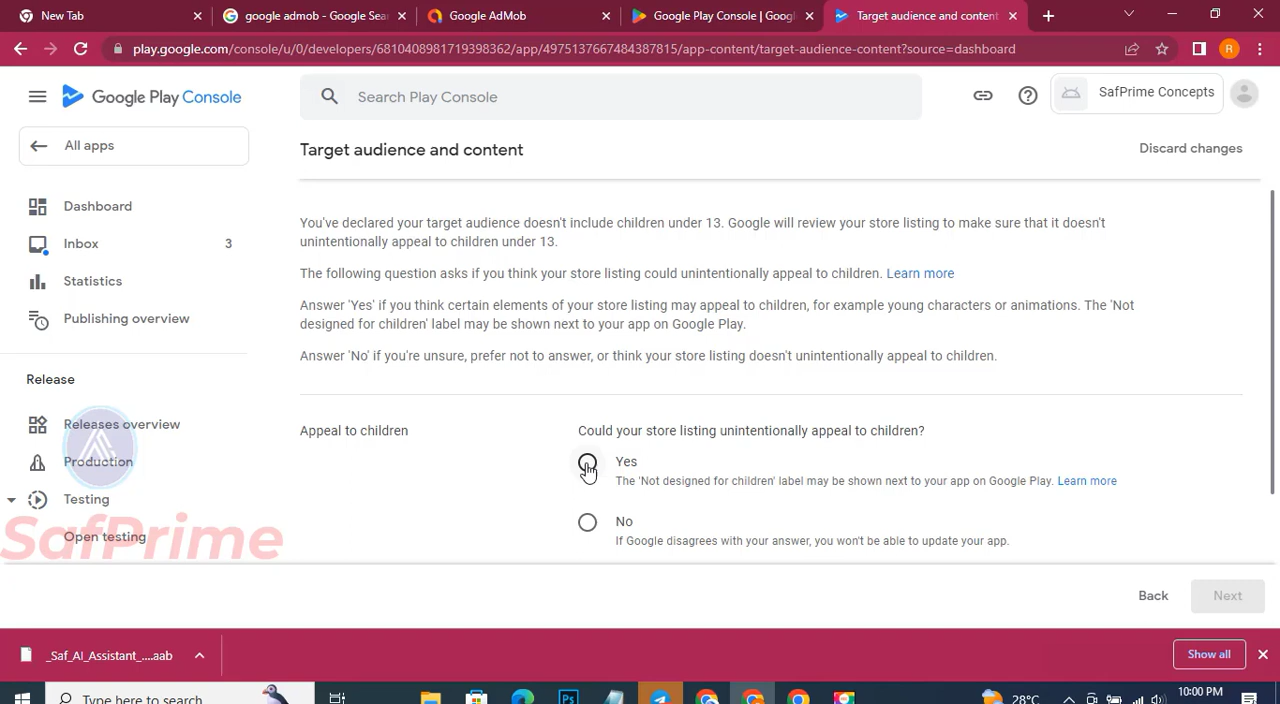 New Tab
google admob - Google Sea
Google AdMob
Google Play Console | Googl
Target audience and content
play.google.com/console/u/0/developers/6810408981719398362/app/4975137667484387815/app-content/target-audience-content?source=dashboard
R
Google Play Console
Search Play Console
SafPrime Concepts
All apps
Target audience and content
Discard changes
Dashboard
Inbox
3
Statistics
Publishing overview
Release
Releases overview
Production
Testing
Open testing
SafPrime
You've declared your target audience doesn't include children under 13. Google will review your store listing to make sure that it doesn't
unintentionally appeal to children under 13.
The following question asks if you think your store listing could unintentionally appeal to children. Learn more
Answer 'Yes' if you think certain elements of your store listing may appeal to children, for example young characters or animations. The 'Not
designed for children' label may be shown next to your app on Google Play.
Answer 'No' if you're unsure, prefer not to answer, or think your store listing doesn't unintentionally appeal to children.
Appeal to children
Could your store listing unintentionally appeal to children?
Yes
The 'Not designed for children' label may be shown next to your app on Google Play. Learn more
No
If Google disagrees with your answer, you won't be able to update your app.
Back
Next
_Saf_AI_Assistant_....aab
Show all
Type here to search
Ps
28°C
10:00 PM